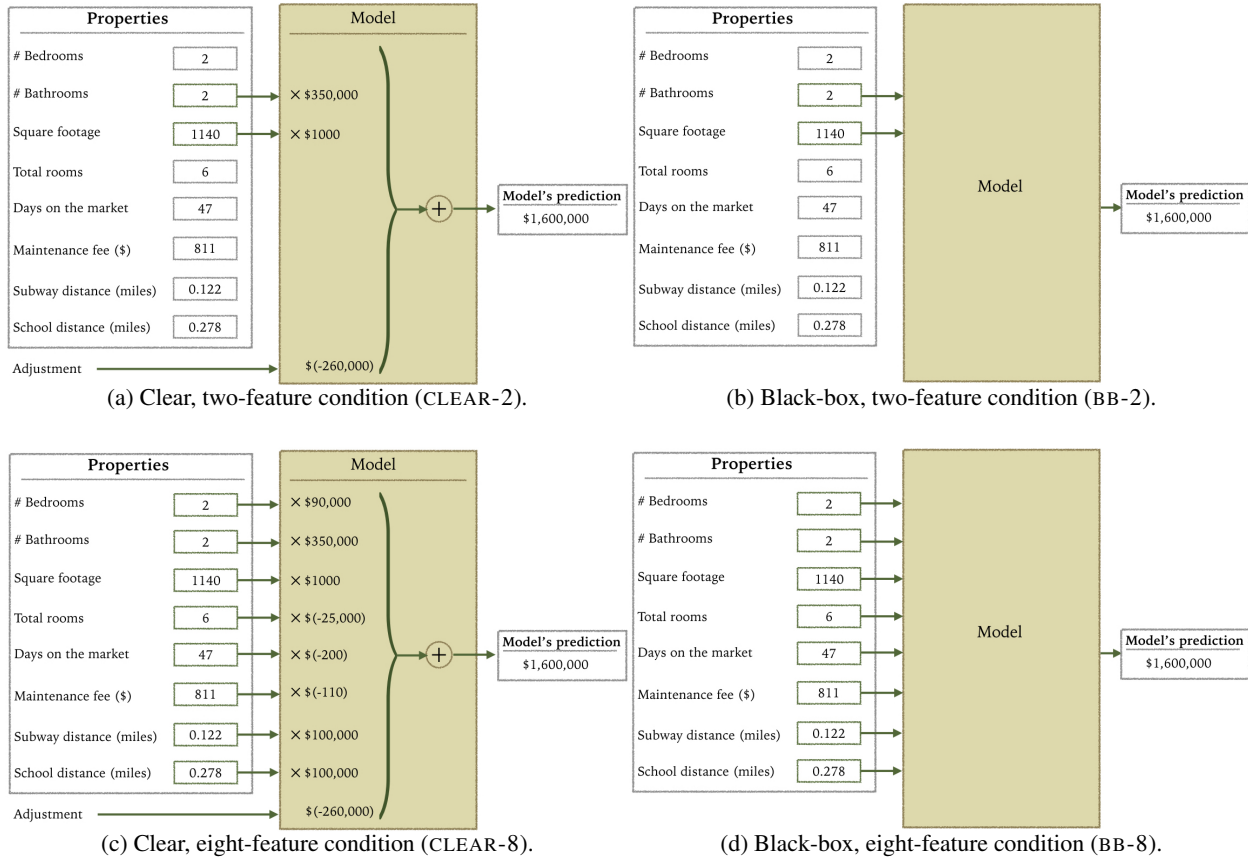 Properties
Model
# Bedrooms 2
# Bathrooms 2 × $350,000
Square footage 1140 × $1000
Total rooms 6
Days on the market 47
Maintenance fee ($) 811
Subway distance (miles) 0.122
School distance (miles) 0.278
Adjustment $(-260,000)
+
Model's prediction
$1,600,000
(a) Clear, two-feature condition (CLEAR-2).
Properties
# Bedrooms 2
# Bathrooms 2
Square footage 1140
Total rooms 6
Days on the market 47
Maintenance fee ($) 811
Subway distance (miles) 0.122
School distance (miles) 0.278
Model
Model's prediction
$1,600,000
(b) Black-box, two-feature condition (BB-2).
Properties
Model
# Bedrooms 2 × $90,000
# Bathrooms 2 × $350,000
Square footage 1140 × $1000
Total rooms 6 × $(-25,000)
Days on the market 47 × $(-200)
Maintenance fee ($) 811 × $(-110)
Subway distance (miles) 0.122 × $100,000
School distance (miles) 0.278 × $100,000
Adjustment $(-260,000)
+
Model's prediction
$1,600,000
(c) Clear, eight-feature condition (CLEAR-8).
Properties
# Bedrooms 2
# Bathrooms 2
Square footage 1140
Total rooms 6
Days on the market 47
Maintenance fee ($) 811
Subway distance (miles) 0.122
School distance (miles) 0.278
Model
Model's prediction
$1,600,000
(d) Black-box, eight-feature condition (BB-8).